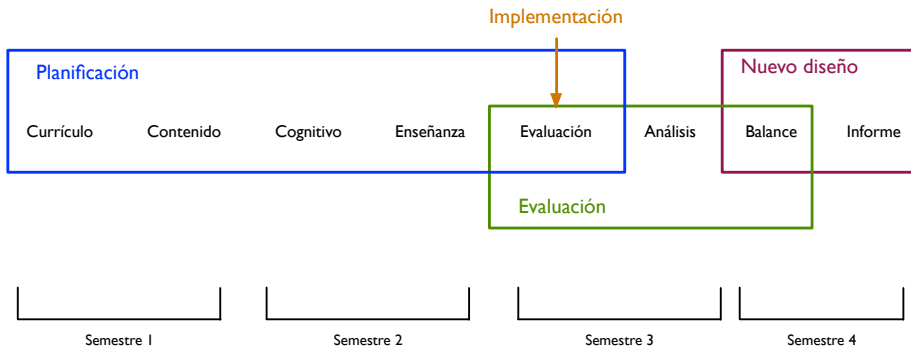 Implementación
Planificación
Nuevo diseño
Currículo Contenido Cognitivo Enseñanza Evaluación Análisis Balance Informe
Evaluación
Semestre 1 Semestre 2 Semestre 3 Semestre 4